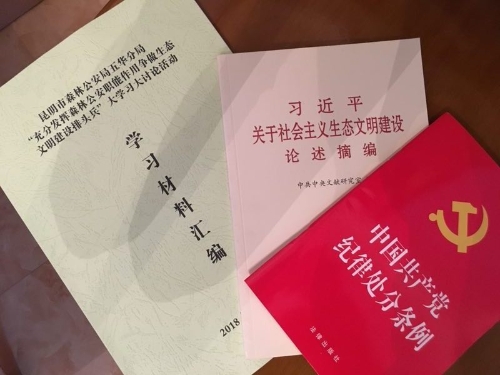 昆明市森林公安局五华分局
“充分发挥森林公安职能作用争做生态
文明建设排头兵”大学习大讨论活动
学习材料汇编
2018
习近平
关于社会主义生态文明建设
论述摘编
中共中央文献研究室
中国共产党
纪律处分条例
法律出版社